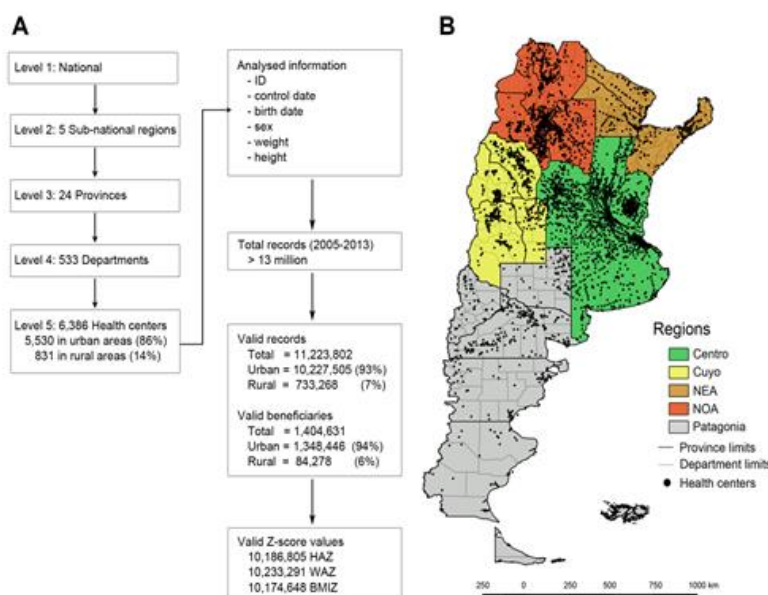 A
Level 1: National
Level 2: 5 Sub-national regions
Level 3: 24 Provinces
Level 4: 533 Departments
Level 5: 6,386 Health centers
5,530 in urban areas (86%)
831 in rural areas (14%)
Analysed information
- ID
- control date
- birth date
- sex
- weight
- height
Total records (2005-2013)
> 13 million
Valid records
Total = 11,223,802
Urban = 10,227,505 (93%)
Rural = 733,268 (7%)
Valid beneficiaries
Total = 1,404,631
Urban = 1,348,446 (94%)
Rural = 84,278 (6%)
Valid Z-score values
10,186,805 HAZ
10,233,291 WAZ
10,174,648 BMIZ
B
Regions
Centro
Cuyo
NEA
NOA
Patagonia
Province limits
Department limits
Health centers
250 0 250 500 750 1000 km